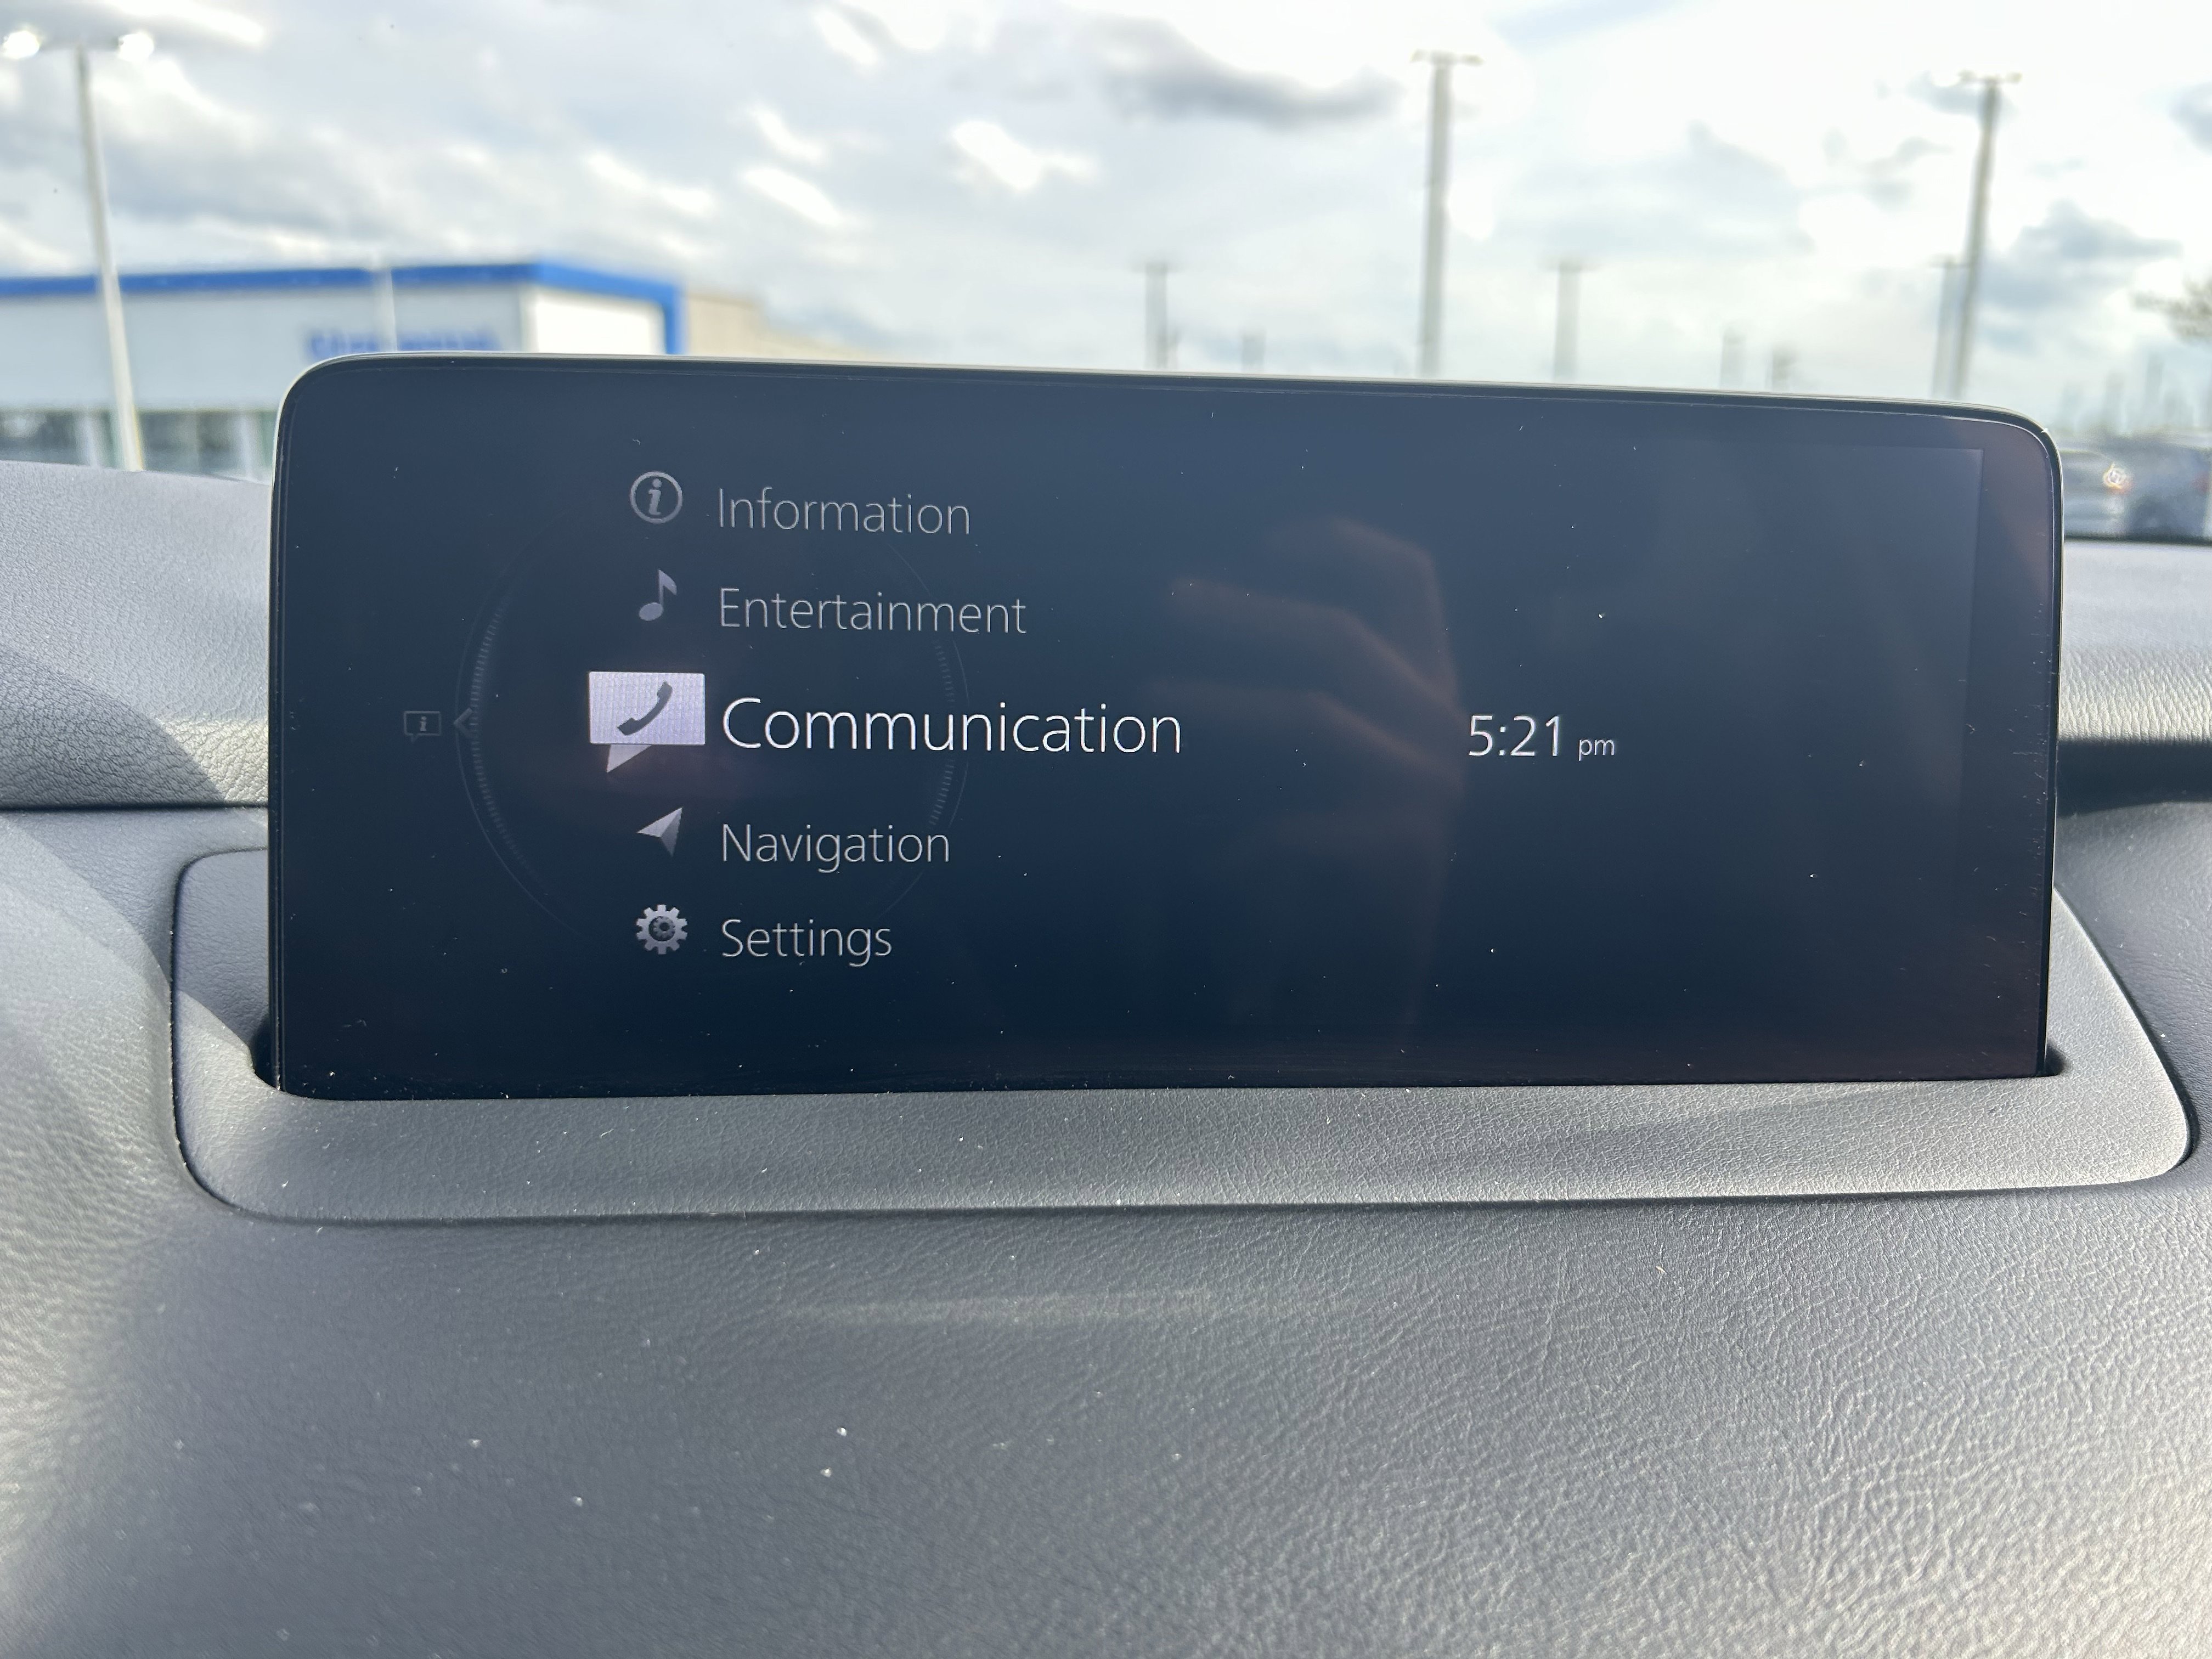 Information
Entertainment
Communication
5:21 pm
Navigation
Settings